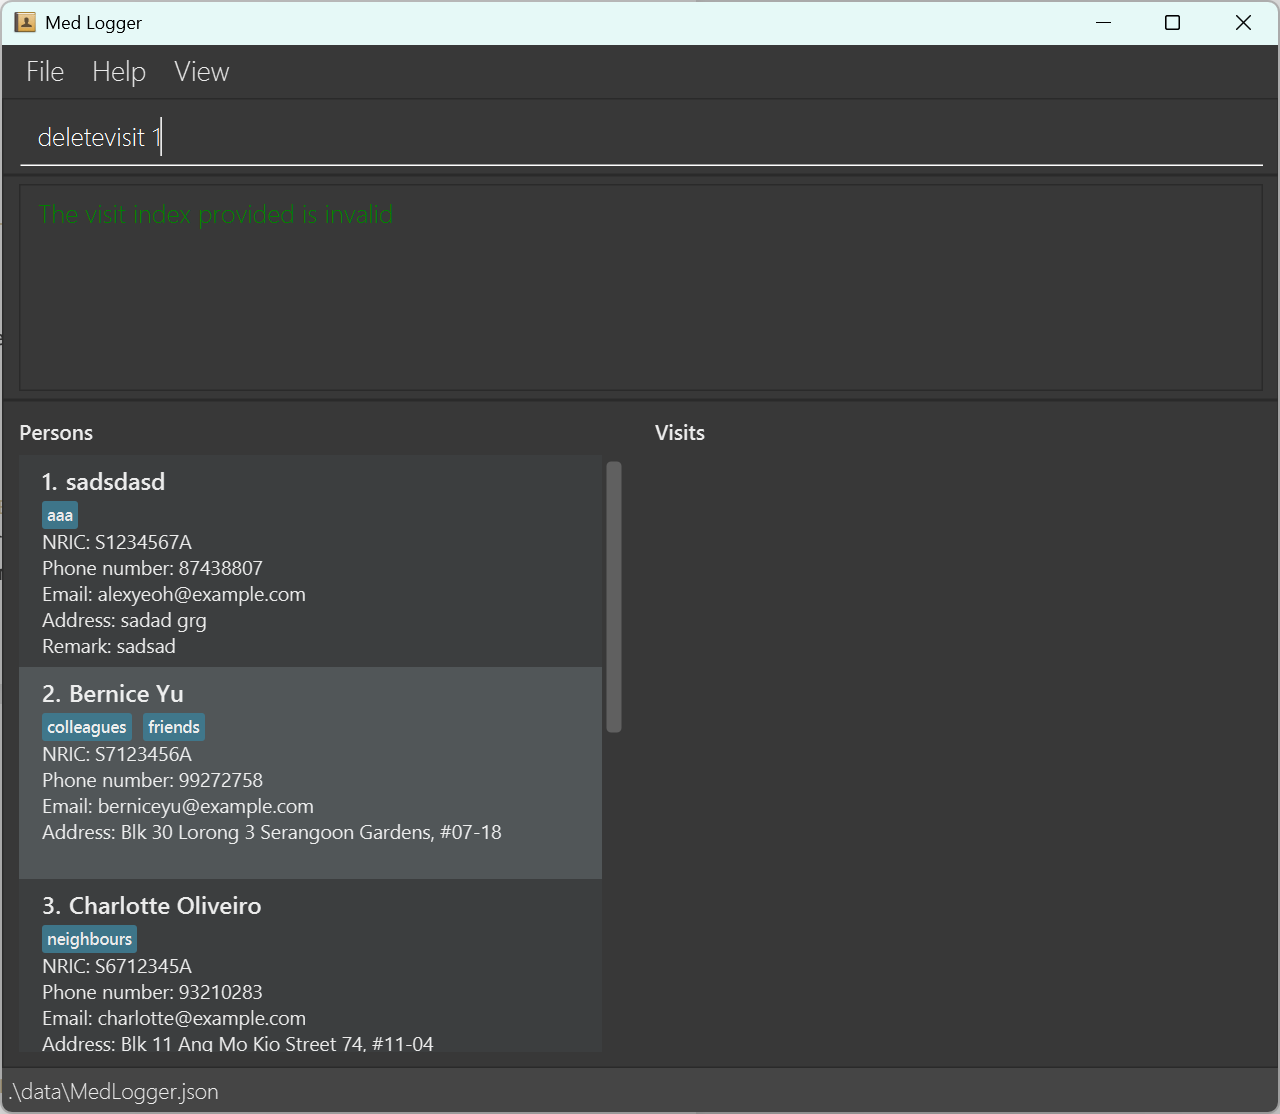 Med Logger
File Help View
deletevisit 1
The visit index provided is invalid
Persons
1. sadsdasd
aaa
NRIC: S1234567A
Phone number: 87438807
Email: alexyeoh@example.com
Address: sadad grg
Remark: sadsad
2. Bernice Yu
colleagues friends
NRIC: S7123456A
Phone number: 99272758
Email: berniceyu@example.com
Address: Blk 30 Lorong 3 Serangoon Gardens, #07-18
3. Charlotte Oliveiro
neighbours
NRIC: S6712345A
Phone number: 93210283
Email: charlotte@example.com
Address: Blk 11 Ang Mo Kio Street 74, #11-04
Visits
.\data\MedLogger.json